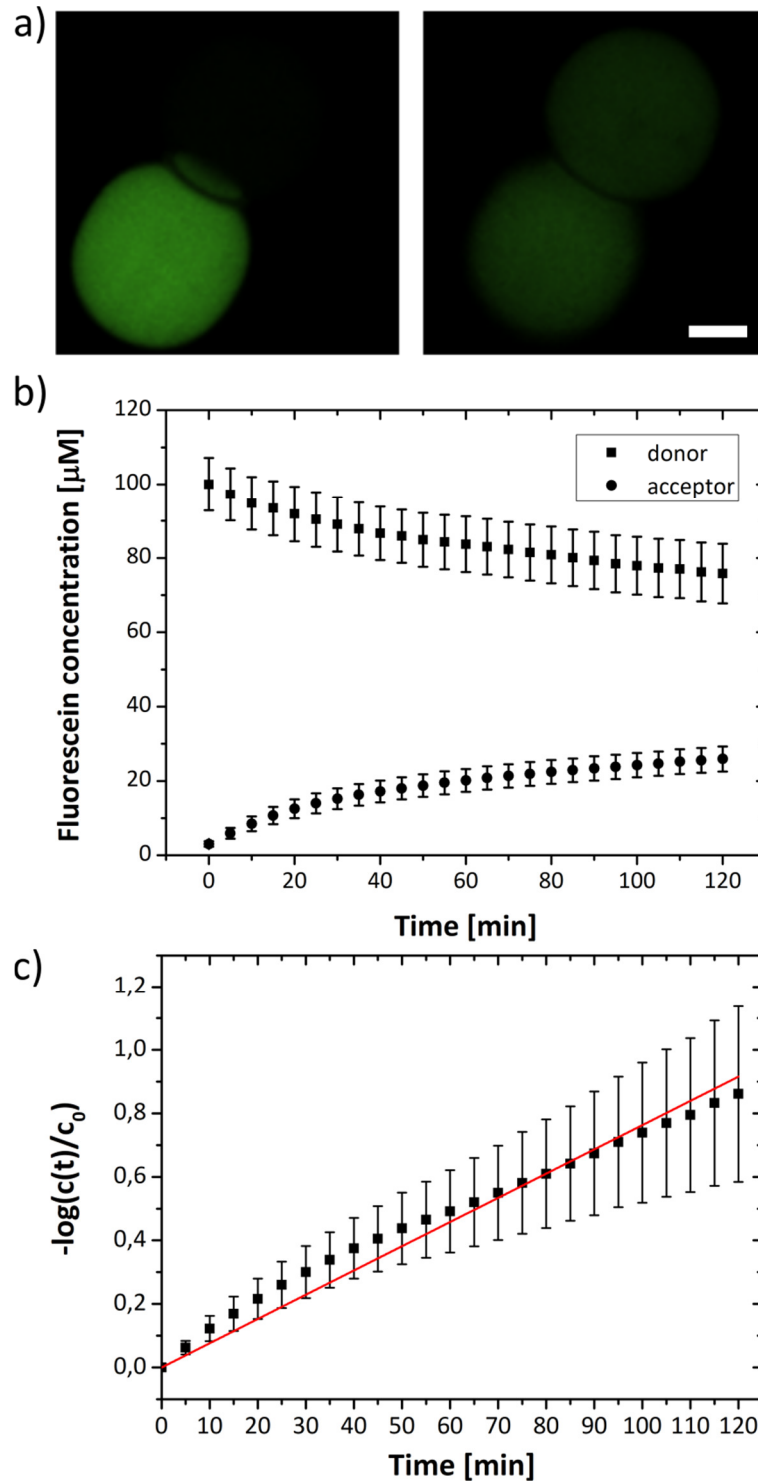 a)
b)
120
100
80
60
40
20
0
Fluorescein concentration [µM]
donor
acceptor
0 20 40 60 80 100 120
Time [min]
c)
1,2
1,0
0,8
0,6
0,4
0,2
0,0
-log(c(t)/c₀)
0 10 20 30 40 50 60 70 80 90 100 110 120
Time [min]